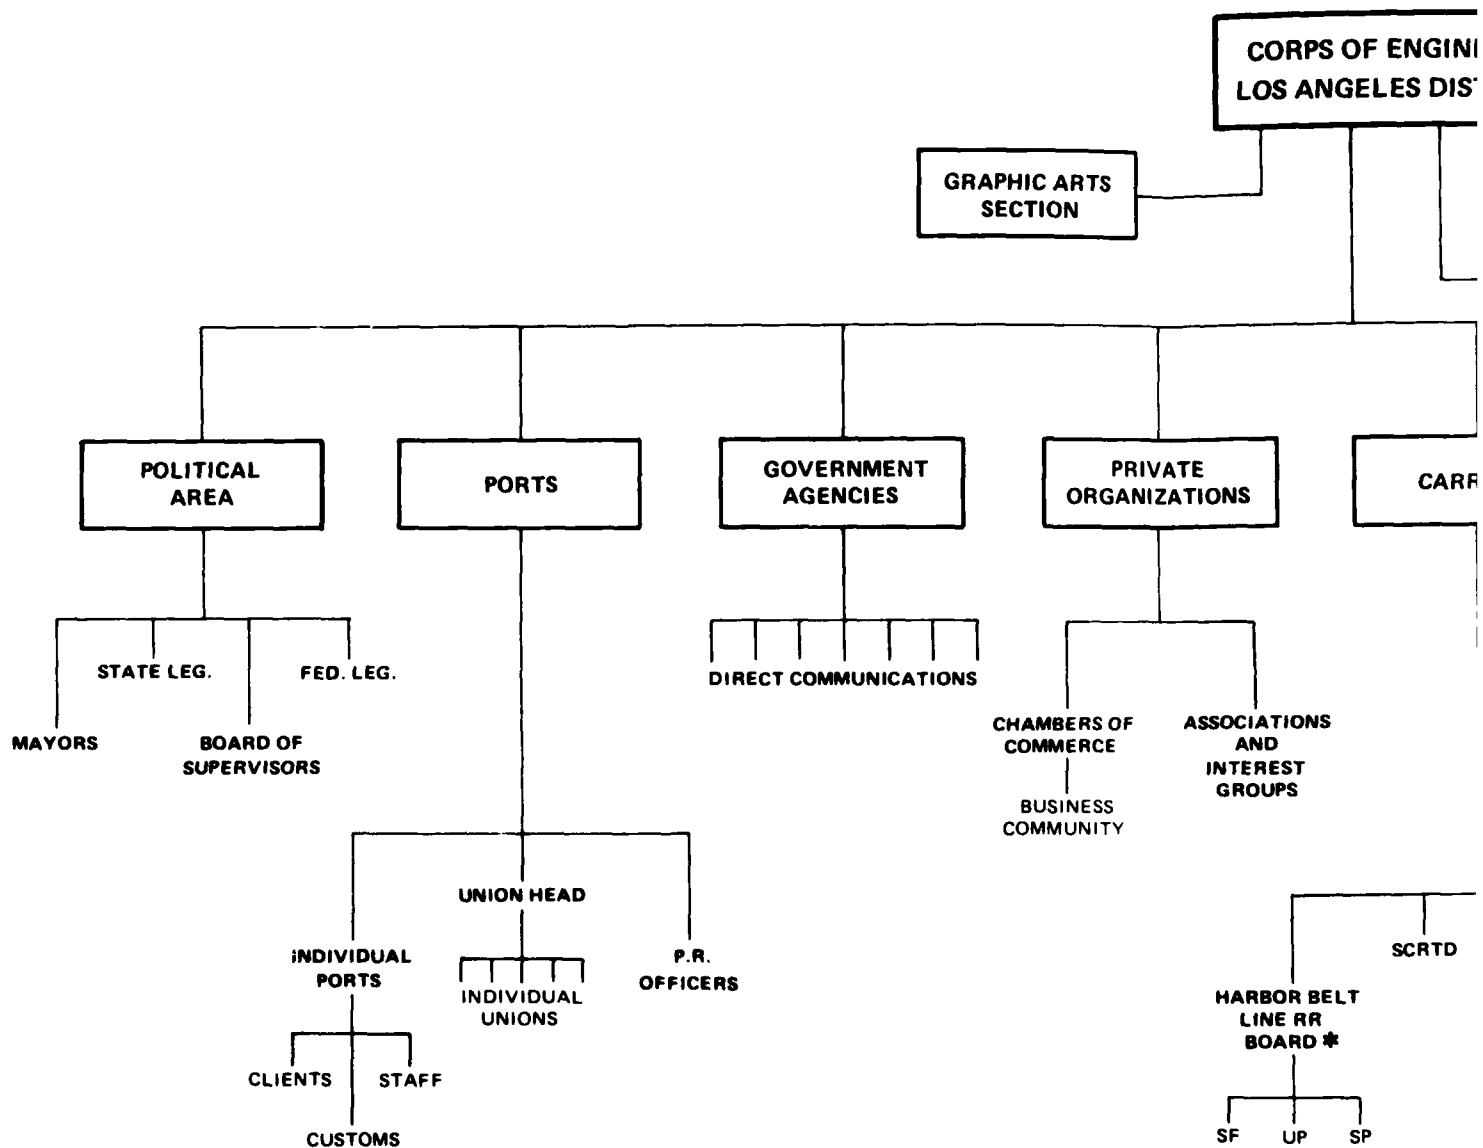 CORPS OF ENGIN
LOS ANGELES DIS
GRAPHIC ARTS
SECTION
POLITICAL
AREA
PORTS
GOVERNMENT
AGENCIES
PRIVATE
ORGANIZATIONS
CARR
STATE LEG.
FED. LEG.
MAYORS
BOARD OF
SUPERVISORS
DIRECT COMMUNICATIONS
CHAMBERS OF
COMMERCE
BUSINESS
COMMUNITY
ASSOCIATIONS
AND
INTEREST
GROUPS
UNION HEAD
INDIVIDUAL
UNIONS
INDIVIDUAL
PORTS
P.R.
OFFICERS
CLIENTS
STAFF
CUSTOMS
SCRTD
HARBOR BELT
LINE RR
BOARD *
SF
UP
SP